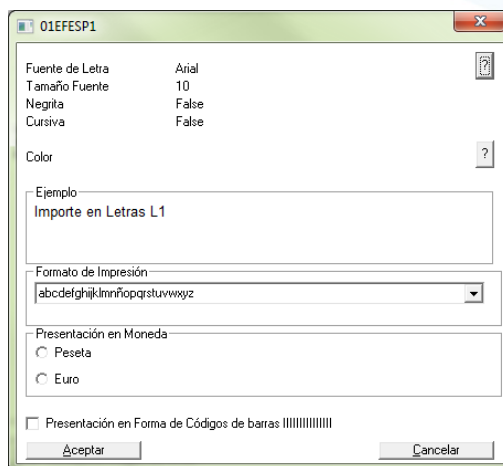 01EFESP1
Fuente de Letra Arial ?
Tamaño Fuente 10
Negrita False
Cursiva False
Color ?
Ejemplo
Importe en Letras L1
Formato de Impresión
abcdefghijklmnñopqrstuvwxyz
Presentación en Moneda
Peseta
Euro
Presentación en Forma de Códigos de barras IIIIIIIIIIIIIII
Aceptar Cancelar